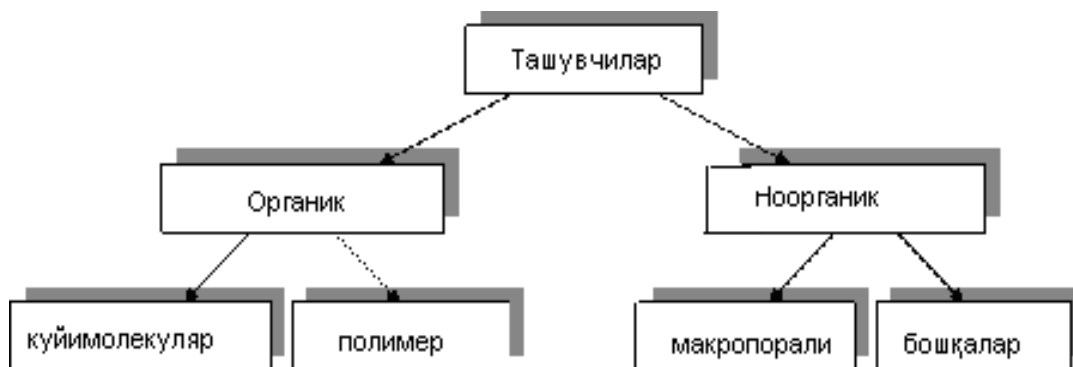 Ташувчилар
Органик
Ноорганик
куйимолекуляр
полимер
макропорали
бошқалар